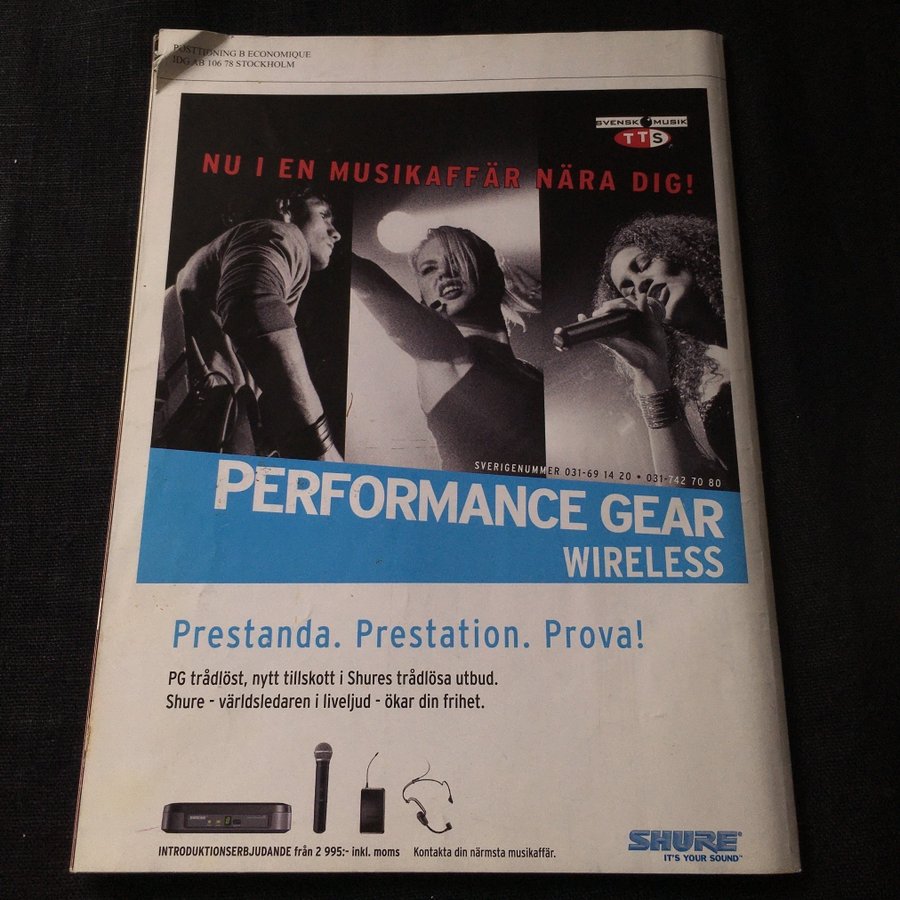 POSTTIDNING B ECONOMIQUE
IDG AB 106 78 STOCKHOLM
SVENSK MUSIK
TTS
NU I EN MUSIKAFFÄR NÄRA DIG!
SVERIGENUMMER 031-69 14 20 • 031-742 70 80
PERFORMANCE GEAR
WIRELESS
Prestanda. Prestation. Prova!
PG trådlöst, nytt tillskott i Shures trådlösa utbud.
Shure - världsledaren i liveljud - ökar din frihet.
INTRODUKTIONSERBJUDANDE från 2 995:- inkl. moms Kontakta din närmsta musikaffär.
SHURE®
IT'S YOUR SOUND™